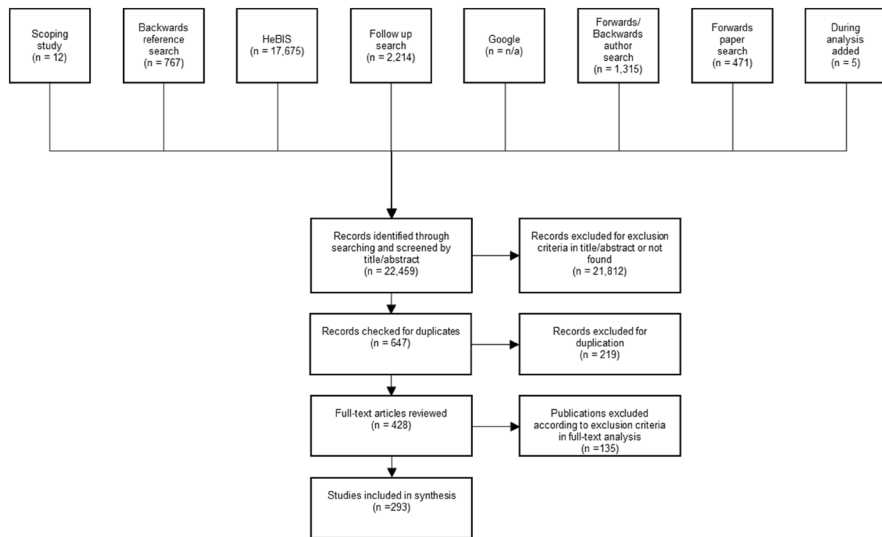 Scoping
study
(n = 12)
Backwards
reference
search
(n = 767)
HeBIS
(n = 17,675)
Follow up
search
(n = 2,214)
Google
(n = n/a)
Forwards/
Backwards
author
search
(n = 1,315)
Forwards
paper
search
(n = 471)
During
analysis
added
(n = 5)
Records identified through
searching and screened by
title/abstract
(n = 22,459)
Records excluded for exclusion
criteria in title/abstract or not
found
(n = 21,812)
Records checked for duplicates
(n = 647)
Records excluded for
duplication
(n = 219)
Full-text articles reviewed
(n = 428)
Publications excluded
according to exclusion criteria
in full-text analysis
(n =135)
Studies included in synthesis
(n =293)